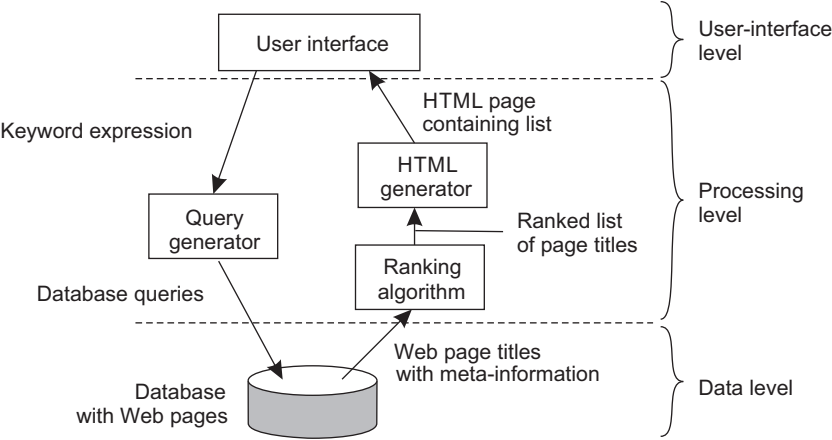 User interface
User-interface
level
HTML page
containing list
Keyword expression
HTML
generator
Processing
level
Query
generator
Ranked list
of page titles
Ranking
algorithm
Database queries
Web page titles
with meta-information
Database
with Web pages
Data level